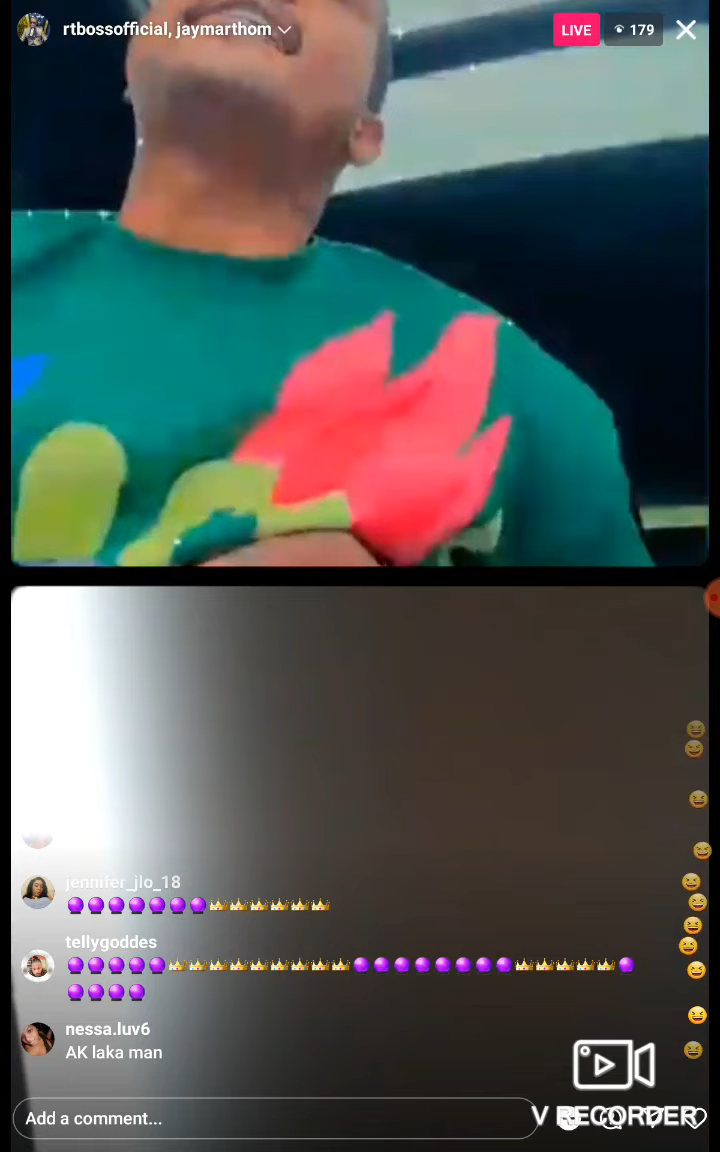 rtbossofficial, jaymarthom
LIVE
179
jennifer_jlo_18
tellygoddes
nessa.luv6
AK laka man
Add a comment...
V RECORDER